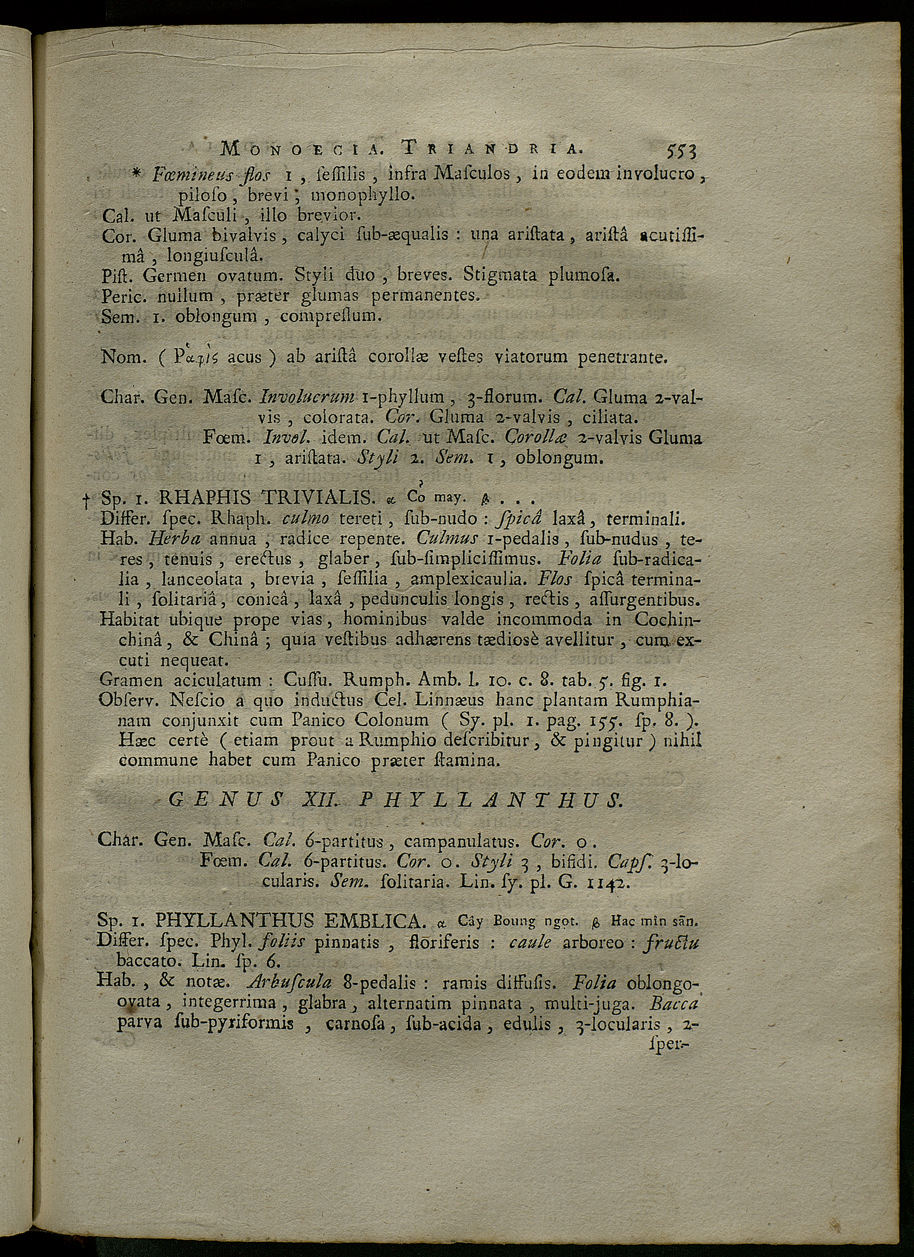 MONOECIA. TRIANDRIA. 553
* Fœmineus flos 1 , ſeſſilis , infra Maſculos , in eodem involucro ,
piloſo , brevi ; monophyllo.
Cal. ut Maſculi , illo brevior.
Cor. Gluma bivalvis , calyci ſub-æqualis : una ariſtata , ariſtâ acutiſſi-
mâ , longiuſculâ.
Piſt. Germen ovatum. Styli duo , breves. Stigmata plumoſa.
Peric. nullum , præter glumas permanentes.
Sem. 1. oblongum , compreſſum.
Nom. ( Ραφὶς acus ) ab ariſtâ corollæ veſtes viatorum penetrante.
Char. Gen. Maſc. Involucrum 1-phyllum , 3-florum. Cal. Gluma 2-val-
vis , colorata. Cor. Gluma 2-valvis , ciliata.
Fœm. Invol. idem. Cal. ut Maſc. Corollæ 2-valvis Gluma
1 , ariſtata. Styli 2. Sem. 1 , oblongum.
† Sp. 1. RHAPHIS TRIVIALIS. α Cỏ may. β . . .
Differ. ſpec. Rhaph. culmo tereti , ſub-nudo : ſpicâ laxâ , terminali.
Hab. Herba annua , radice repente. Culmus 1-pedalis , ſub-nudus , te-
res , tenuis , erectus , glaber , ſub-ſimpliciſſimus. Folia ſub-radica-
lia , lanceolata , brevia , ſeſſilia , amplexicaulia. Flos ſpicâ termina-
li , ſolitariâ , conicâ , laxâ , pedunculis longis , rectis , aſſurgentibus.
Habitat ubique prope vias , hominibus valde incommoda in Cochin-
chinâ , & Chinâ ; quia veſtibus adhærens tædiosè avellitur , cum ex-
cuti nequeat.
Gramen aciculatum : Cuſſu. Rumph. Amb. l. 10. c. 8. tab. 5. fig. 1.
Obſerv. Neſcio a quo inductus Cel. Linnæus hanc plantam Rumphia-
nam conjunxit cum Panico Colonum ( Sy. pl. 1. pag. 155. ſp. 8. ).
Hæc certè ( etiam prout a Rumphio deſcribitur , & pingitur ) nihil
commune habet cum Panico præter ſtamina.
GENUS XII. PHYLLANTHUS.
Char. Gen. Maſc. Cal. 6-partitus , campanulatus. Cor. 0 .
Fœm. Cal. 6-partitus. Cor. 0. Styli 3 , bifidi. Capſ. 3-lo-
cularis. Sem. ſolitaria. Lin. ſy. pl. G. 1142.
Sp. 1. PHYLLANTHUS EMBLICA. α Cây Boung ngot. β Hac mìn sān.
Differ. ſpec. Phyl. foliis pinnatis , floriferis : caule arboreo : fructu
baccato. Lin. ſp. 6.
Hab. , & notæ. Arbuſcula 8-pedalis : ramis diffuſis. Folia oblongo-
ovata , integerrima , glabra , alternatim pinnata , multi-juga. Bacca
parva ſub-pyriformis , carnoſa , ſub-acida , edulis , 3-locularis , 2-
ſper-